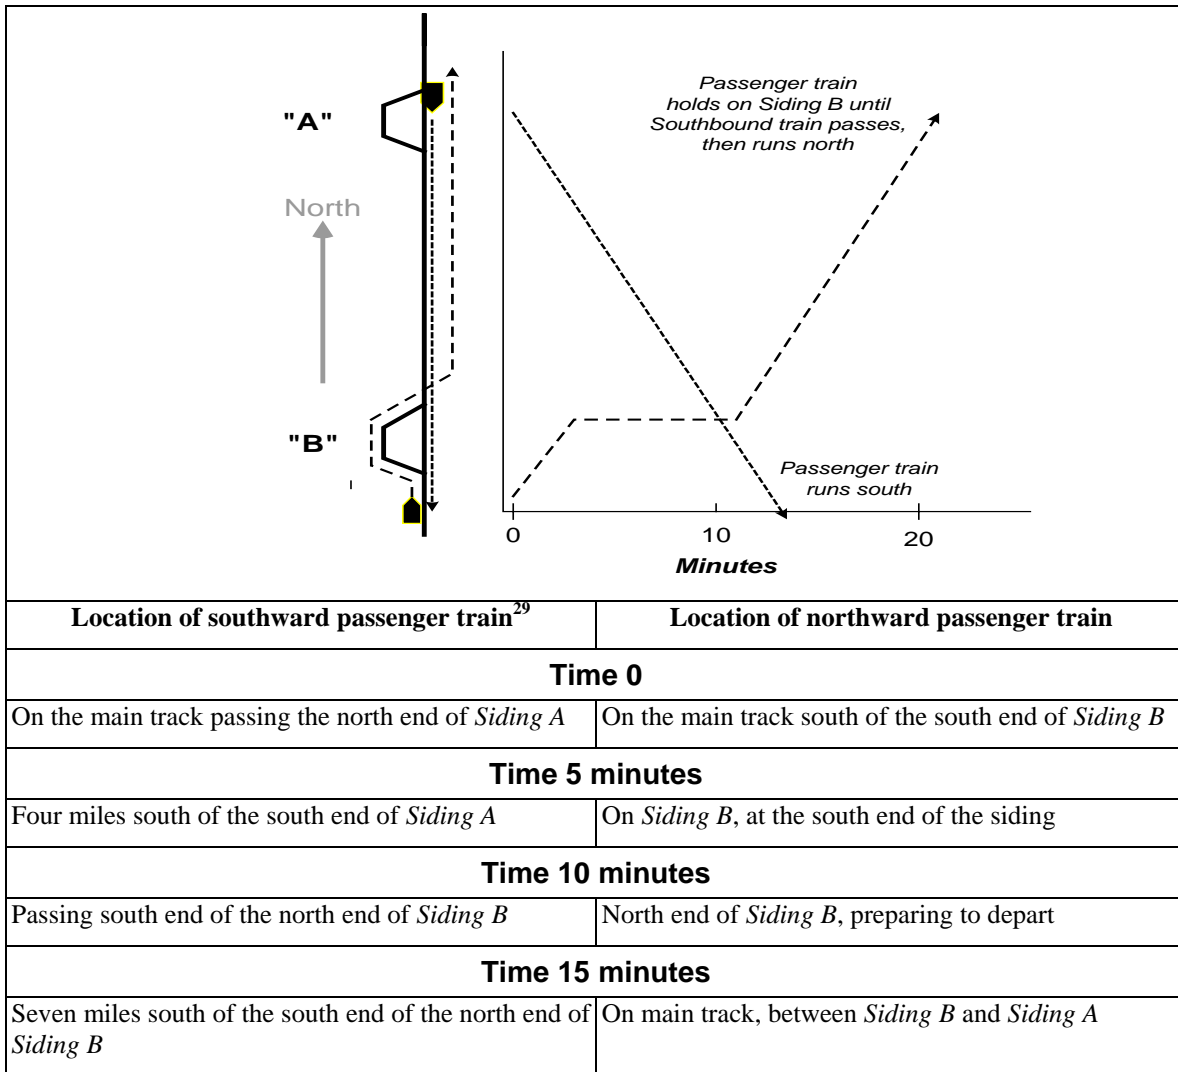 Passenger train
holds on Siding B until
Southbound train passes,
then runs north
"A"
North
"B"
Passenger train
runs south
0
10
20
Minutes
Location of southward passenger train29
Location of northward passenger train
Time 0
On the main track passing the north end of Siding A
On the main track south of the south end of Siding B
Time 5 minutes
Four miles south of the south end of Siding A
On Siding B, at the south end of the siding
Time 10 minutes
Passing south end of the north end of Siding B
North end of Siding B, preparing to depart
Time 15 minutes
Seven miles south of the south end of the north end of
Siding B
On main track, between Siding B and Siding A